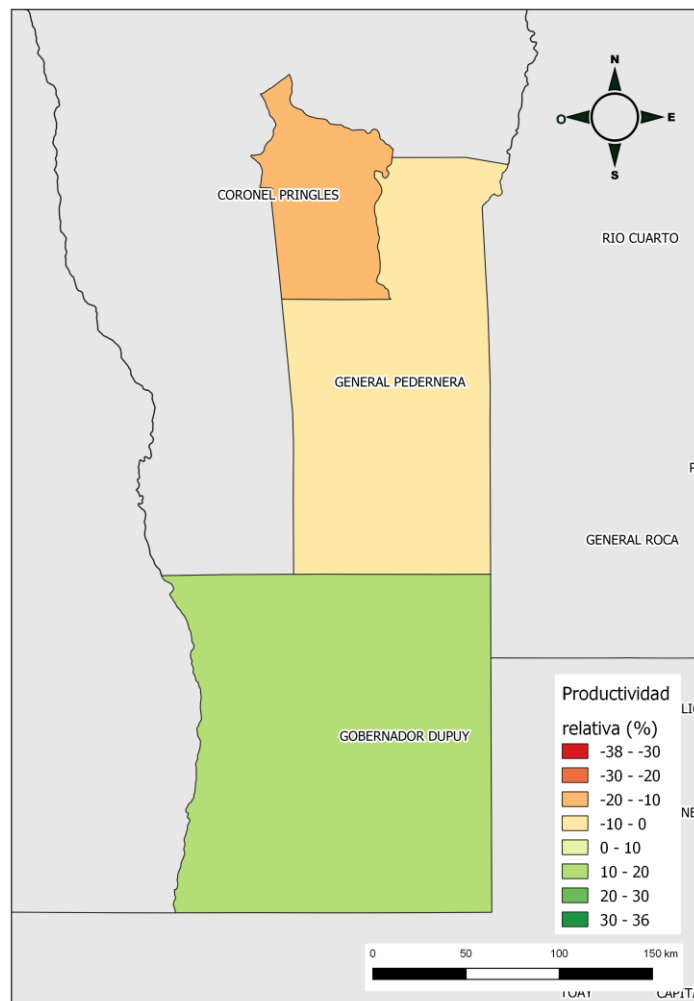 N
O
E
S
CORONEL PRINGLES
RIO CUARTO
GENERAL PEDERNERA
GENERAL ROCA
GOBERNADOR DUPUY
Productividad
relativa (%)
-38 - -30
-30 - -20
-20 - -10
-10 - 0
0 - 10
10 - 20
20 - 30
30 - 36
0 50 100 150 km